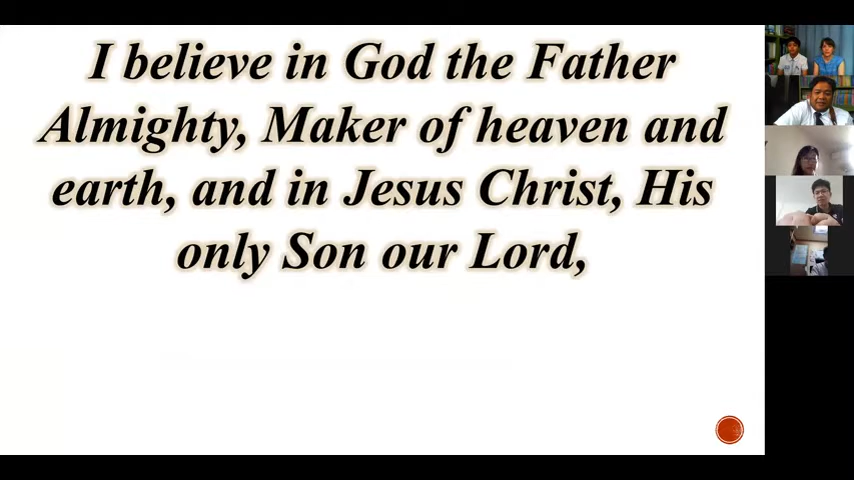 I believe in God the Father
Almighty, Maker of heaven and
earth, and in Jesus Christ, His
only Son our Lord,